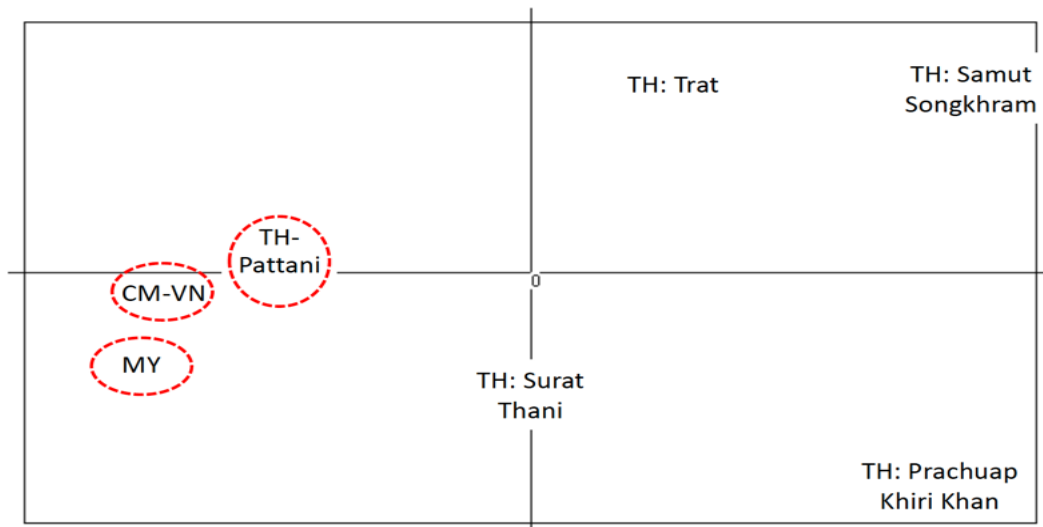 TH: Trat
TH: Samut
Songkhram
TH-
Pattani
CM-VN
0
MY
TH: Surat
Thani
TH: Prachuap
Khiri Khan